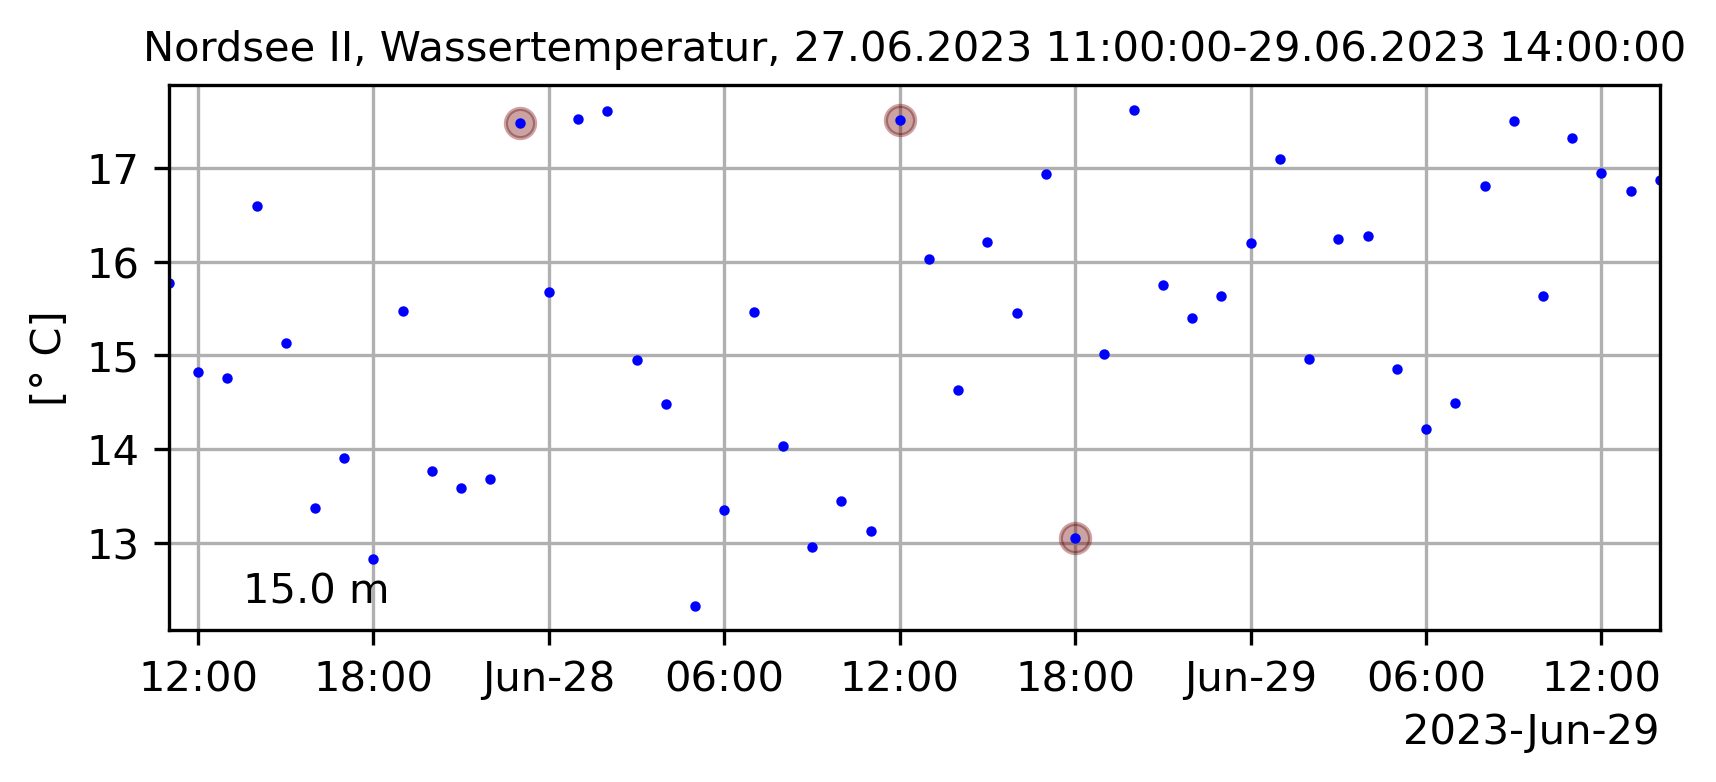 Nordsee II, Wassertemperatur, 27.06.2023 11:00:00-29.06.2023 14:00:00
[° C]
17
16
15
14
13
15.0 m
12:00 18:00 Jun-28 06:00 12:00 18:00 Jun-29 06:00 12:00
2023-Jun-29